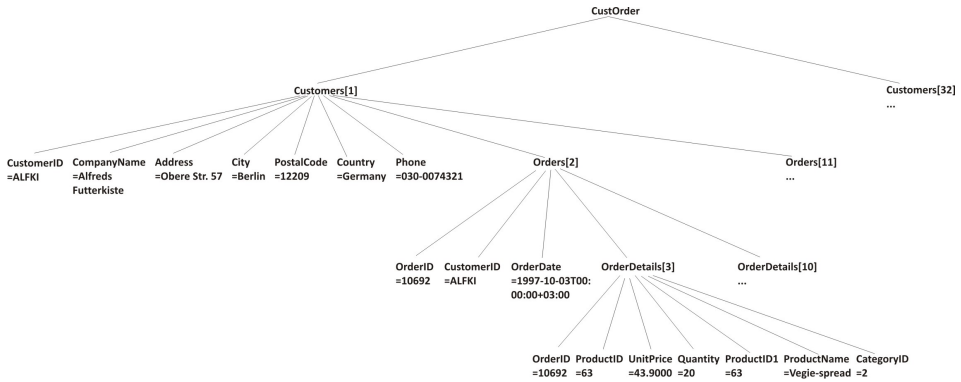 CustOrder
Customers[1]
Customers[32]
...
CustomerID
=ALFKI
CompanyName
=Alfreds
Futterkiste
Address
=Obere Str. 57
City
=Berlin
PostalCode
=12209
Country
=Germany
Phone
=030-0074321
Orders[2]
Orders[11]
...
OrderID
=10692
CustomerID
=ALFKI
OrderDate
=1997-10-03T00:
00:00+03:00
OrderDetails[3]
OrderDetails[10]
...
OrderID
=10692
ProductID
=63
UnitPrice
=43.9000
Quantity
=20
ProductID1
=63
ProductName
=Vegie-spread
CategoryID
=2